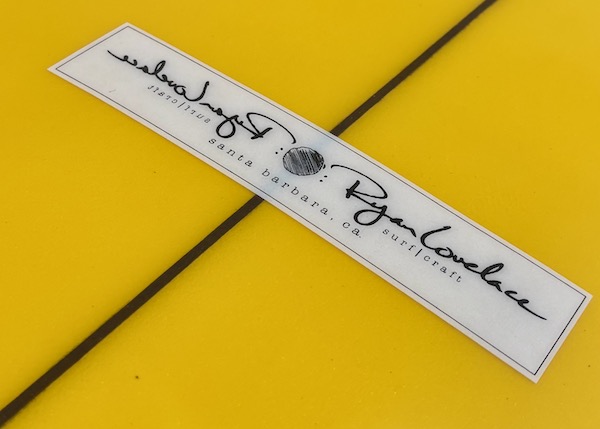 Ryan Lovelace
surf|craft
Ryan Lovelace
surf|craft
santa barbara, ca.